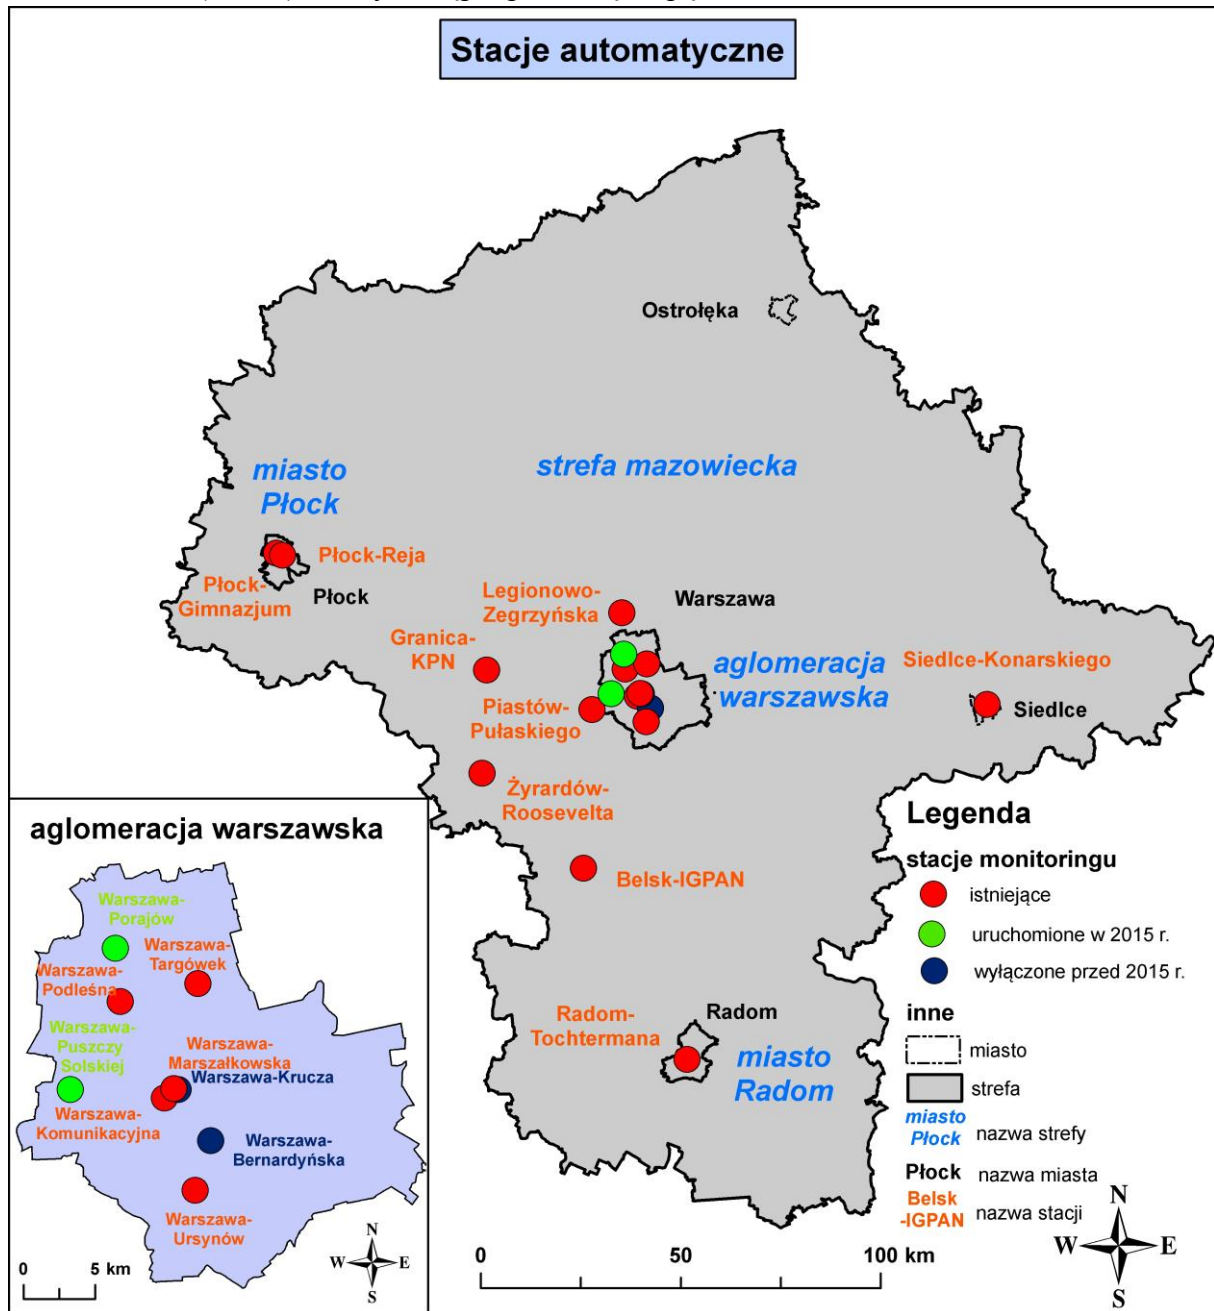 Stacje automatyczne
Ostrołęka
miasto
Płock
strefa mazowiecka
Płock-Reja
Płock-
Gimnazjum
Płock
Legionowo-
Zegrzyńska
Warszawa
Granica-
KPN
aglomeracja
warszawska
Siedlce-Konarskiego
Piastów-
Pułaskiego
Siedlce
Żyrardów-
Roosevelta
Belsk-IGPAN
Radom-
Tochtermana
Radom
miasto
Radom
aglomeracja warszawska
Warszawa-
Porajów
Warszawa-
Targówek
Warszawa-
Podleśna
Warszawa-
Puszczy
Solskiej
Warszawa-
Marszałkowska
Warszawa-Krucza
Warszawa-
Komunikacyjna
Warszawa-
Bernardyńska
Warszawa-
Ursynów
N
W E
S
0 5 km
Legenda
stacje monitoringu
istniejące
uruchomione w 2015 r.
wyłączone przed 2015 r.
inne
miasto
strefa
miasto
Płock nazwa strefy
Płock nazwa miasta
Belsk
-IGPAN nazwa stacji
N
W E
S
0 50 100 km